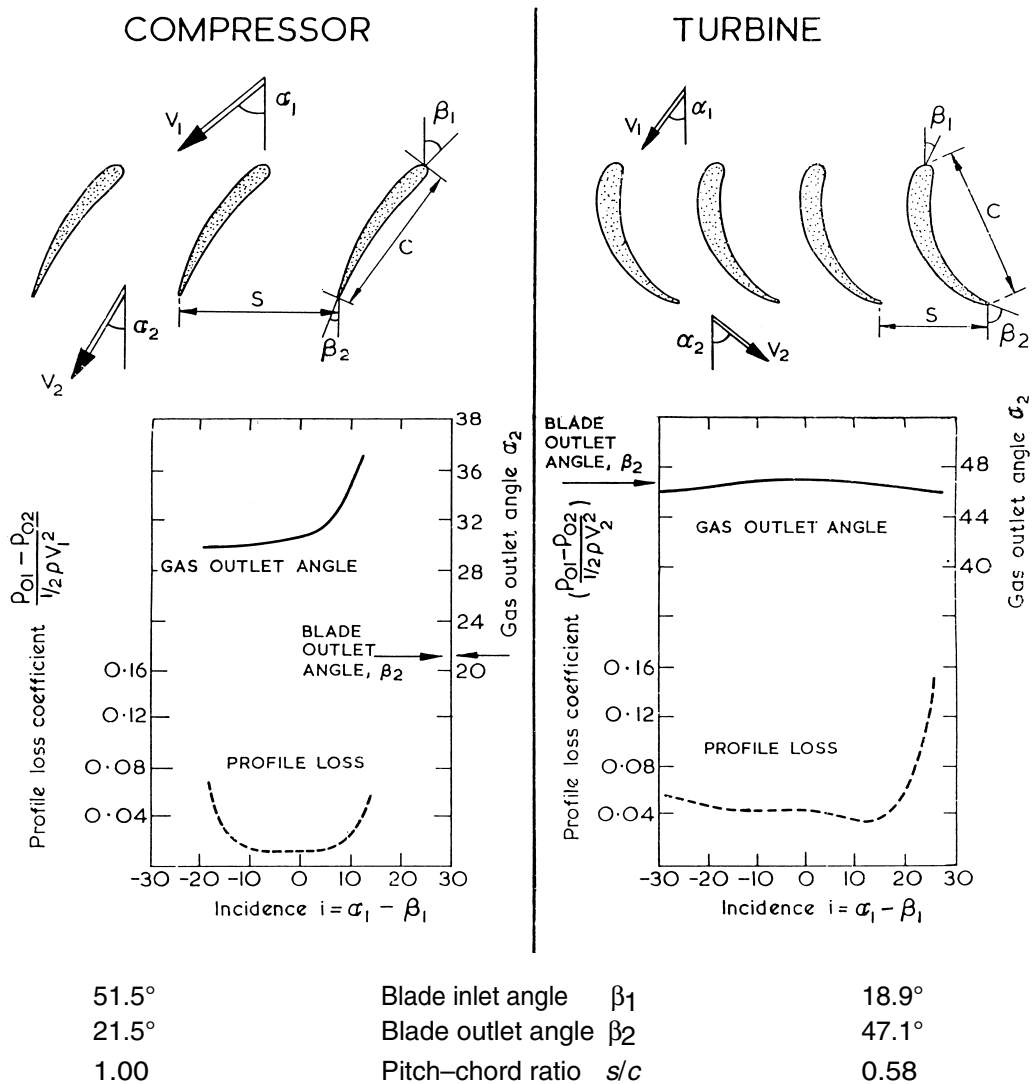 COMPRESSOR
α1
V1
β1
C
S
α2
V2
β2
38
36
32
28
24
20
Gas outlet angle α2
GAS OUTLET ANGLE
BLADE
OUTLET
ANGLE, β2
0·16
0·12
0·08
0·04
Profile loss coefficient P01 − P02 / 1/2 ρ V1²
PROFILE LOSS
-30 -20 -10 0 10 20 30
Incidence i = α1 − β1
TURBINE
α1
V1
β1
C
S
α2
V2
β2
BLADE
OUTLET
ANGLE, β2
48
44
40
Gas outlet angle α2
GAS OUTLET ANGLE
0·16
0·12
0·08
0·04
Profile loss coefficient (P01−P02 / 1/2 ρ V2²)
PROFILE LOSS
-30 -20 -10 0 10 20 30
Incidence i = α1 − β1
51.5° Blade inlet angle β1 18.9°
21.5° Blade outlet angle β2 47.1°
1.00 Pitch–chord ratio s/c 0.58